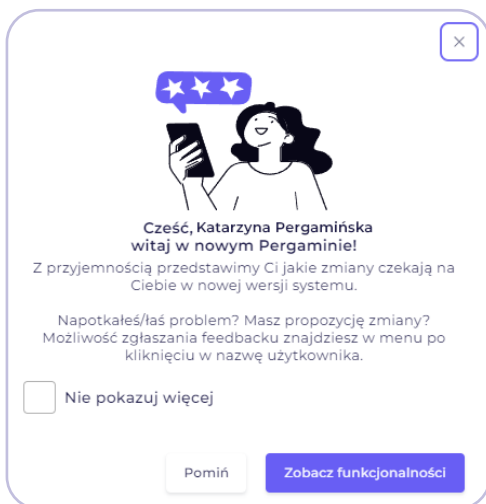 Cześć, Katarzyna Pergamińska
witaj w nowym Pergaminie!
Z przyjemnością przedstawimy Ci jakie zmiany czekają na
Ciebie w nowej wersji systemu.
Napotkałeś/łaś problem? Masz propozycję zmiany?
Możliwość zgłaszania feedbacku znajdziesz w menu po
kliknięciu w nazwę użytkownika.
Nie pokazuj więcej
Pomiń
Zobacz funkcjonalności